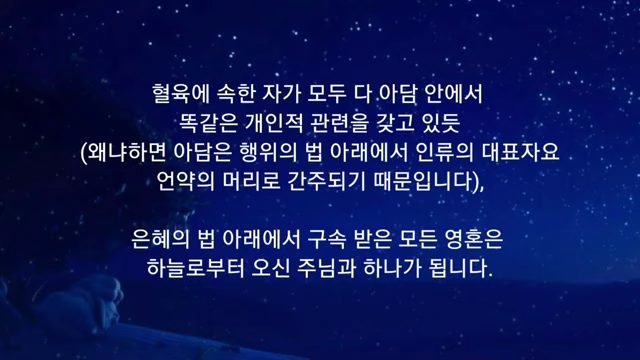 혈육에 속한 자가 모두 다 아담 안에서
똑같은 개인적 관련을 갖고 있듯
(왜냐하면 아담은 행위의 법 아래에서 인류의 대표자요
언약의 머리로 간주되기 때문입니다),
은혜의 법 아래에서 구속 받은 모든 영혼은
하늘로부터 오신 주님과 하나가 됩니다.